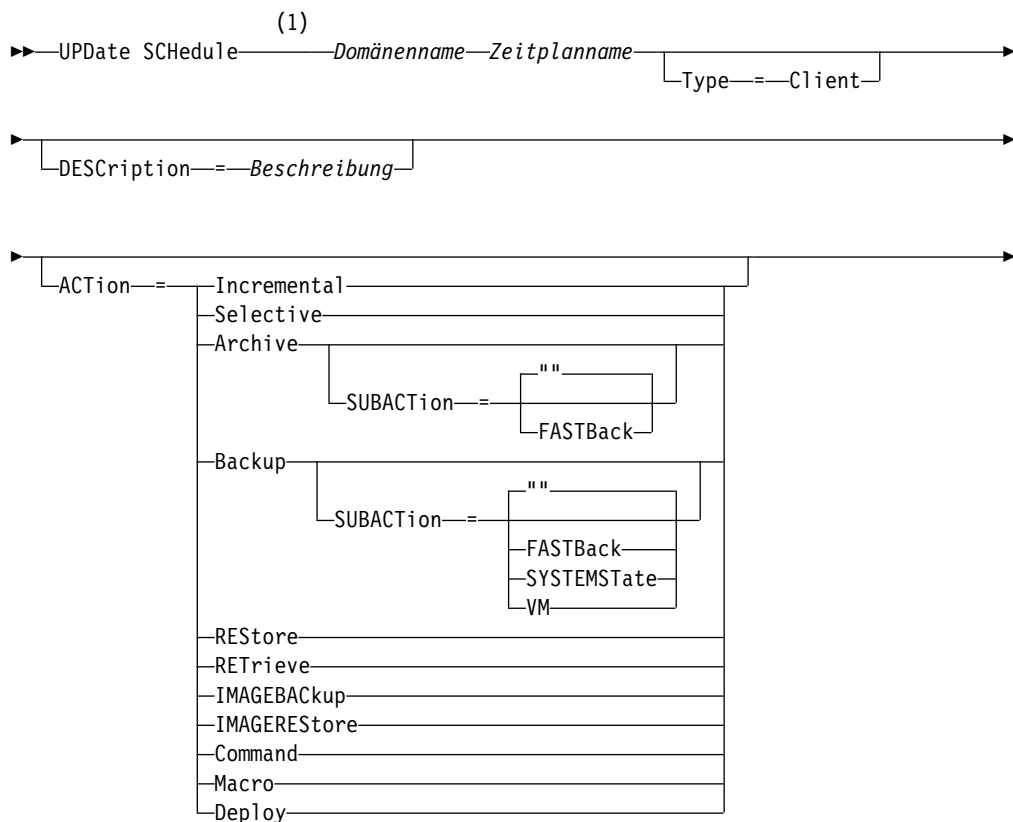 (1)
UPDate SCHedule Domänenname Zeitplanname
Type = Client
DESCription = Beschreibung
ACTion = Incremental
Selective
Archive
""
SUBACTion =
FASTBack
Backup
""
SUBACTion =
FASTBack
SYSTEMSTate
VM
REStore
RETrieve
IMAGEBACkup
IMAGEREStore
Command
Macro
Deploy